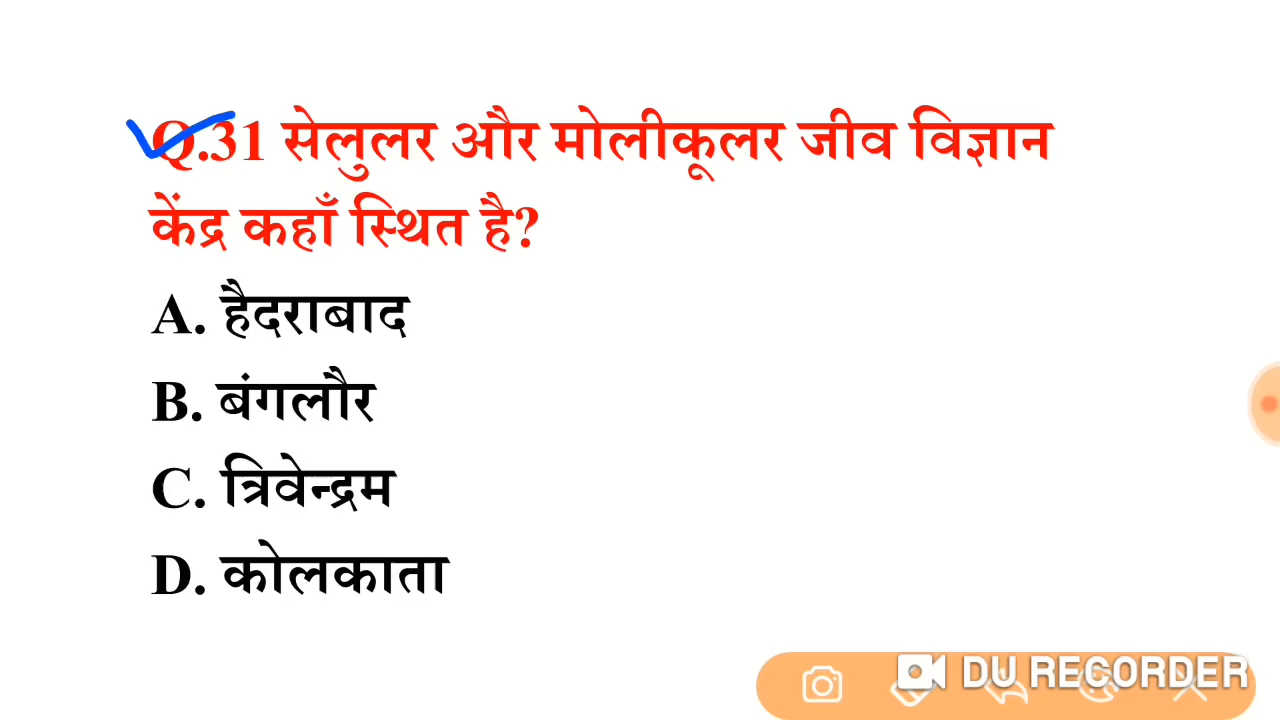 Q.31 सेलुलर और मोलीकूलर जीव विज्ञान
केंद्र कहाँ स्थित है?
A. हैदराबाद
B. बंगलौर
C. त्रिवेन्द्रम
D. कोलकाता
DU RECORDER